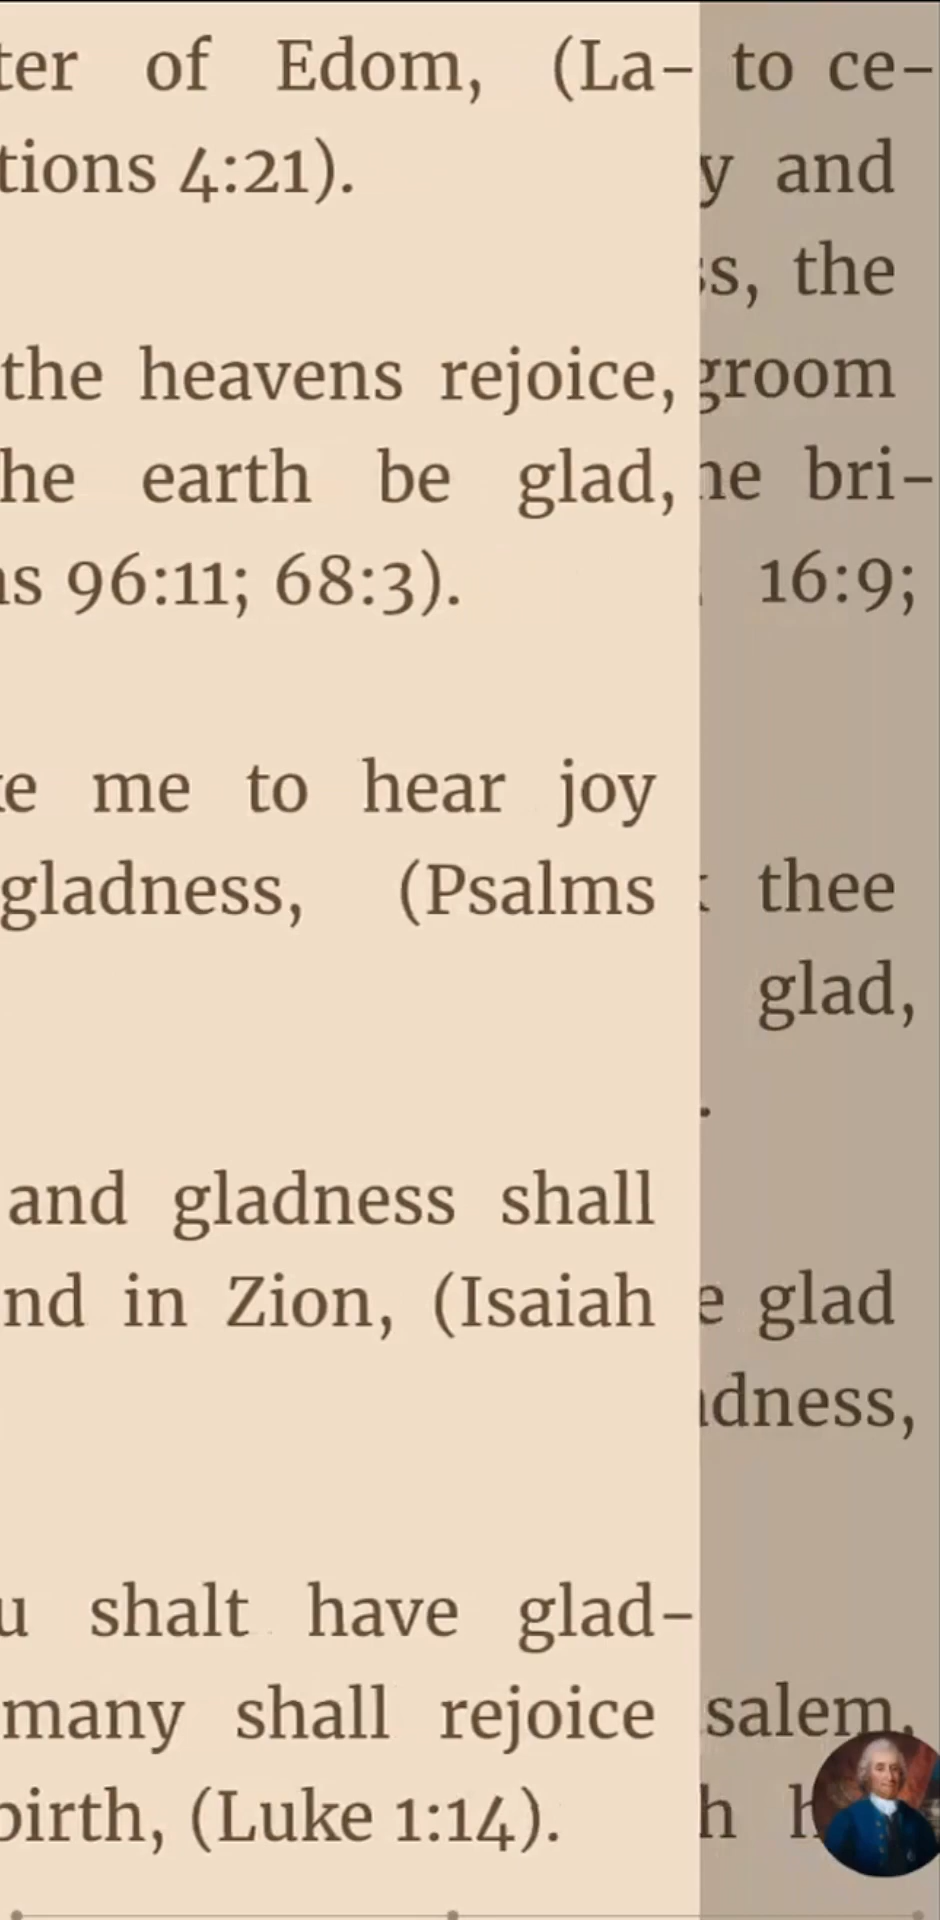 ter of Edom, (La-
tions 4:21).
the heavens rejoice,
he earth be glad,
96:11; 68:3).
me to hear joy
gladness, (Psalms
and gladness shall
nd in Zion, (Isaiah
shalt have glad-
many shall rejoice
birth, (Luke 1:14).
to ce-
y and
s, the
groom
he bri-
16:9;
thee
glad,
e glad
dness,
salem,
h